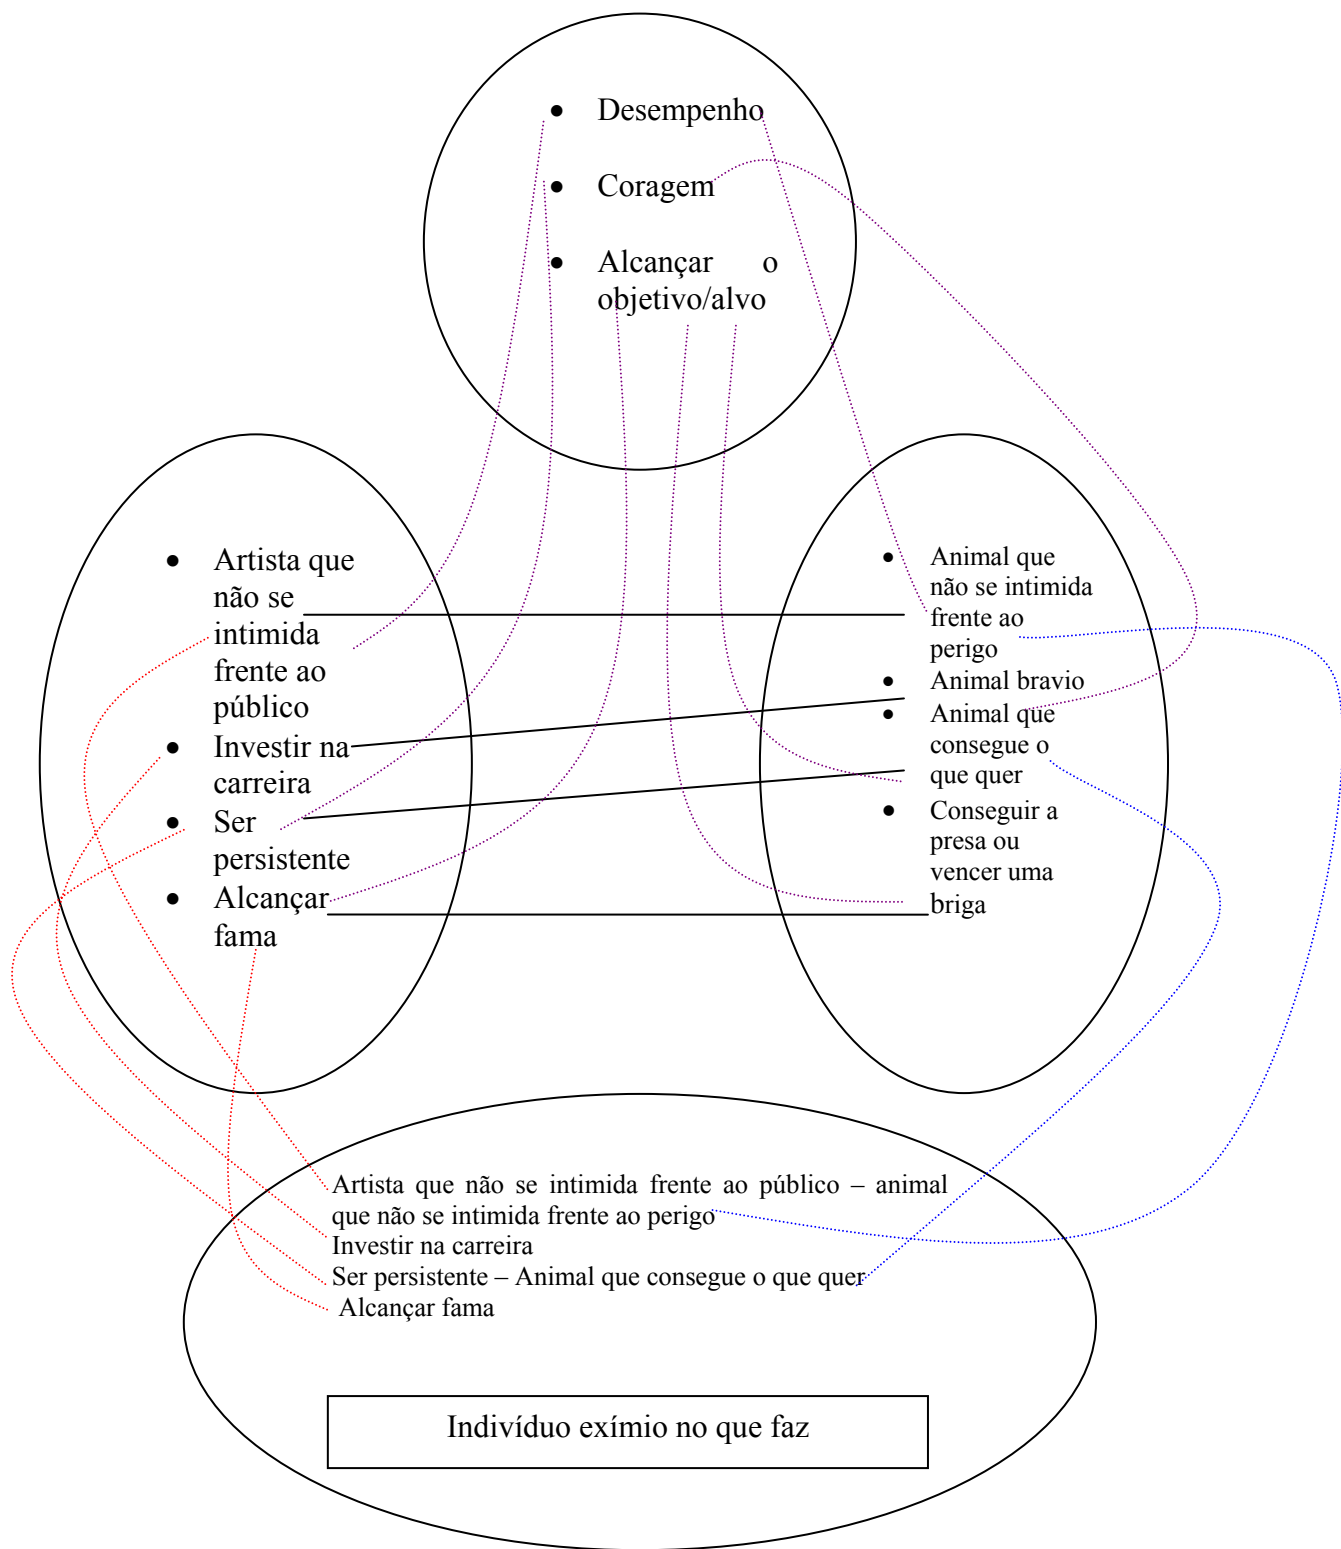 • Desempenho
• Coragem
• Alcançar o
objetivo/alvo
• Artista que
não se
intimida
frente ao
público
• Investir na
carreira
• Ser
persistente
• Alcançar
fama
• Animal que
não se intimida
frente ao
perigo
• Animal bravio
• Animal que
consegue o
que quer
• Conseguir a
presa ou
vencer uma
briga
Artista que não se intimida frente ao público – animal
que não se intimida frente ao perigo
Investir na carreira
Ser persistente – Animal que consegue o que quer
Alcançar fama
Indivíduo exímio no que faz